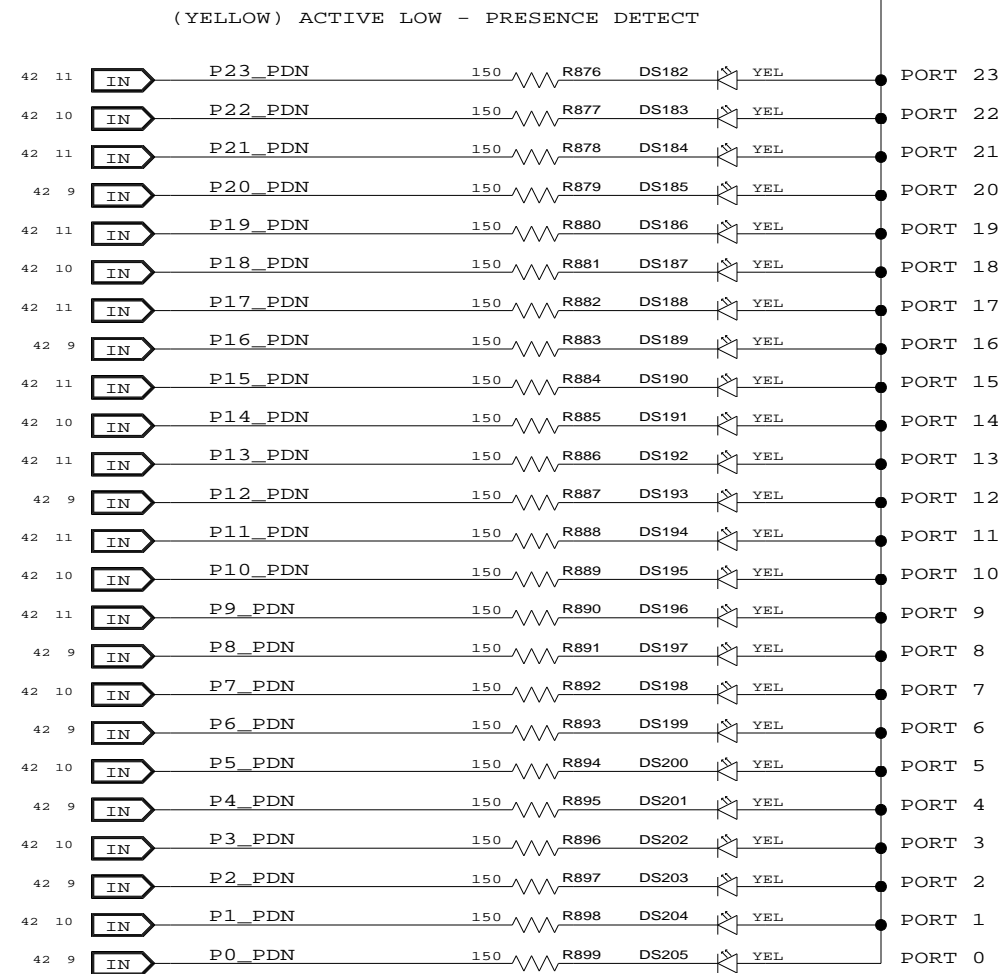 (YELLOW) ACTIVE LOW - PRESENCE DETECT
42 11 IN P23_PDN 150 R876 DS182 YEL PORT 23
42 10 IN P22_PDN 150 R877 DS183 YEL PORT 22
42 11 IN P21_PDN 150 R878 DS184 YEL PORT 21
42 9 IN P20_PDN 150 R879 DS185 YEL PORT 20
42 11 IN P19_PDN 150 R880 DS186 YEL PORT 19
42 10 IN P18_PDN 150 R881 DS187 YEL PORT 18
42 11 IN P17_PDN 150 R882 DS188 YEL PORT 17
42 9 IN P16_PDN 150 R883 DS189 YEL PORT 16
42 11 IN P15_PDN 150 R884 DS190 YEL PORT 15
42 10 IN P14_PDN 150 R885 DS191 YEL PORT 14
42 11 IN P13_PDN 150 R886 DS192 YEL PORT 13
42 9 IN P12_PDN 150 R887 DS193 YEL PORT 12
42 11 IN P11_PDN 150 R888 DS194 YEL PORT 11
42 10 IN P10_PDN 150 R889 DS195 YEL PORT 10
42 11 IN P9_PDN 150 R890 DS196 YEL PORT 9
42 9 IN P8_PDN 150 R891 DS197 YEL PORT 8
42 10 IN P7_PDN 150 R892 DS198 YEL PORT 7
42 9 IN P6_PDN 150 R893 DS199 YEL PORT 6
42 10 IN P5_PDN 150 R894 DS200 YEL PORT 5
42 9 IN P4_PDN 150 R895 DS201 YEL PORT 4
42 10 IN P3_PDN 150 R896 DS202 YEL PORT 3
42 9 IN P2_PDN 150 R897 DS203 YEL PORT 2
42 10 IN P1_PDN 150 R898 DS204 YEL PORT 1
42 9 IN P0_PDN 150 R899 DS205 YEL PORT 0